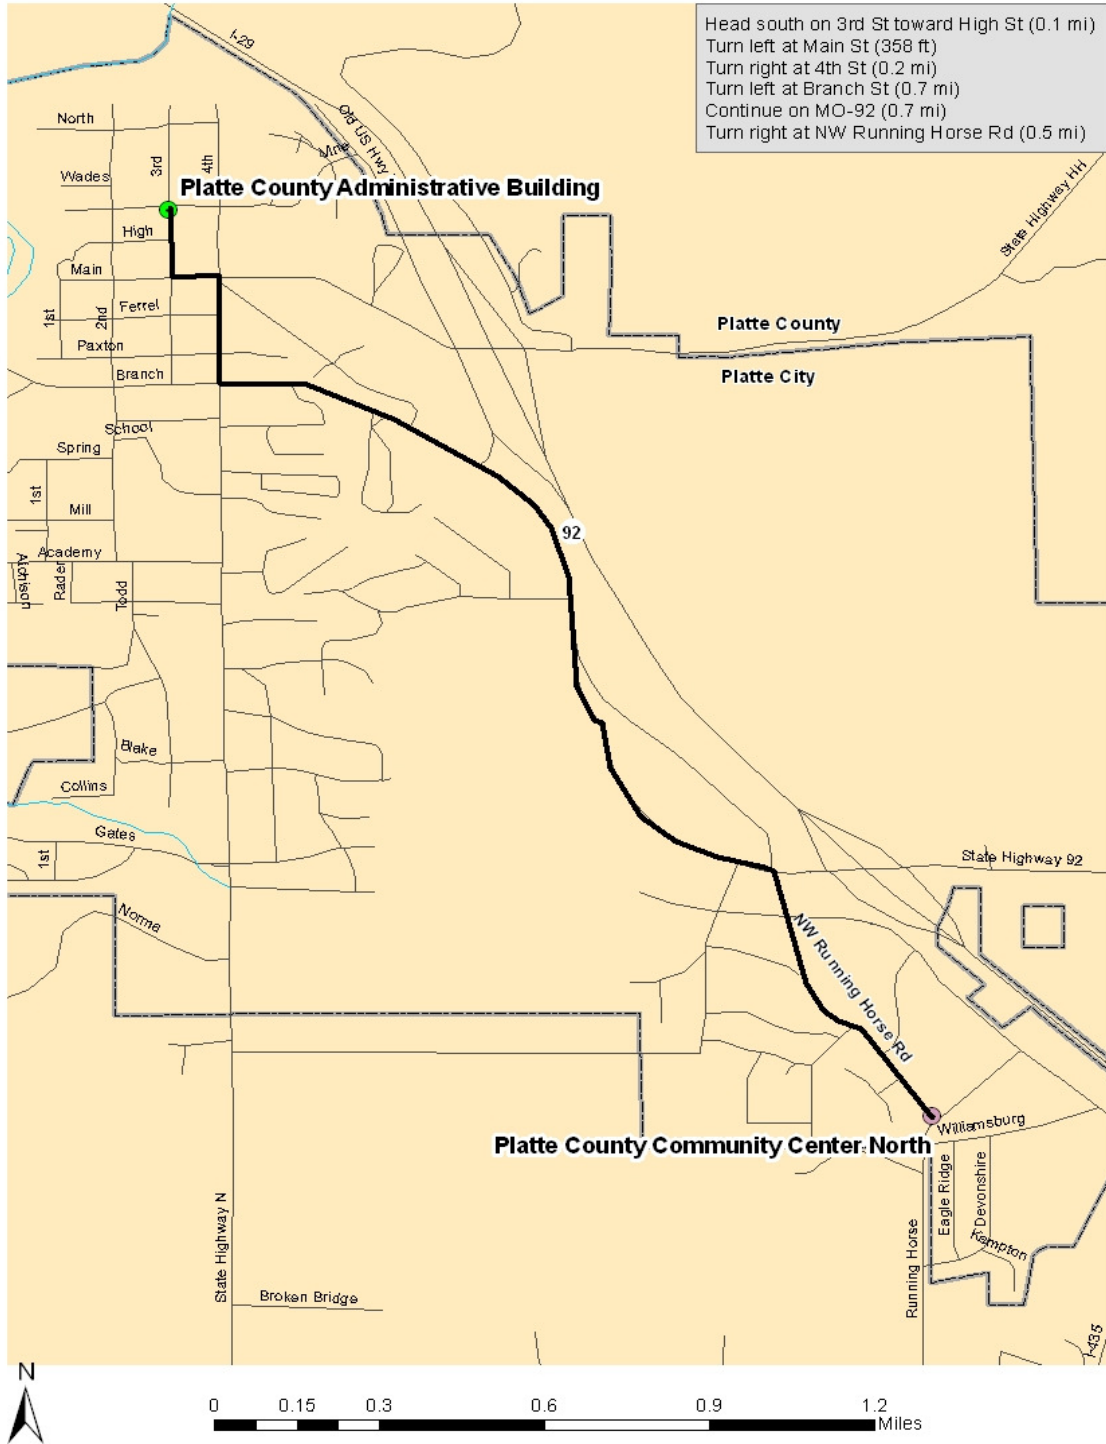 Head south on 3rd St toward High St (0.1 mi)
Turn left at Main St (358 ft)
Turn right at 4th St (0.2 mi)
Turn left at Branch St (0.7 mi)
Continue on MO-92 (0.7 mi)
Turn right at NW Running Horse Rd (0.5 mi)
I-29
Old US Hwy
North
Vine
3rd
4th
Wades
Platte County Administrative Building
State Highway HH
High
Main
Ferrel
1st
2nd
Platte County
Paxton
Branch
Platte City
School
Spring
1st
Mill
92
Academy
Atchison
Rader
Todd
Blake
Collins
Gates
1st
State Highway 92
Norma
NW Running Horse Rd
Williamsburg
Platte County Community Center North
Eagle Ridge
Devonshire
Kampton
State Highway N
Running Horse
Broken Bridge
I-435
N
0 0.15 0.3 0.6 0.9 1.2
Miles